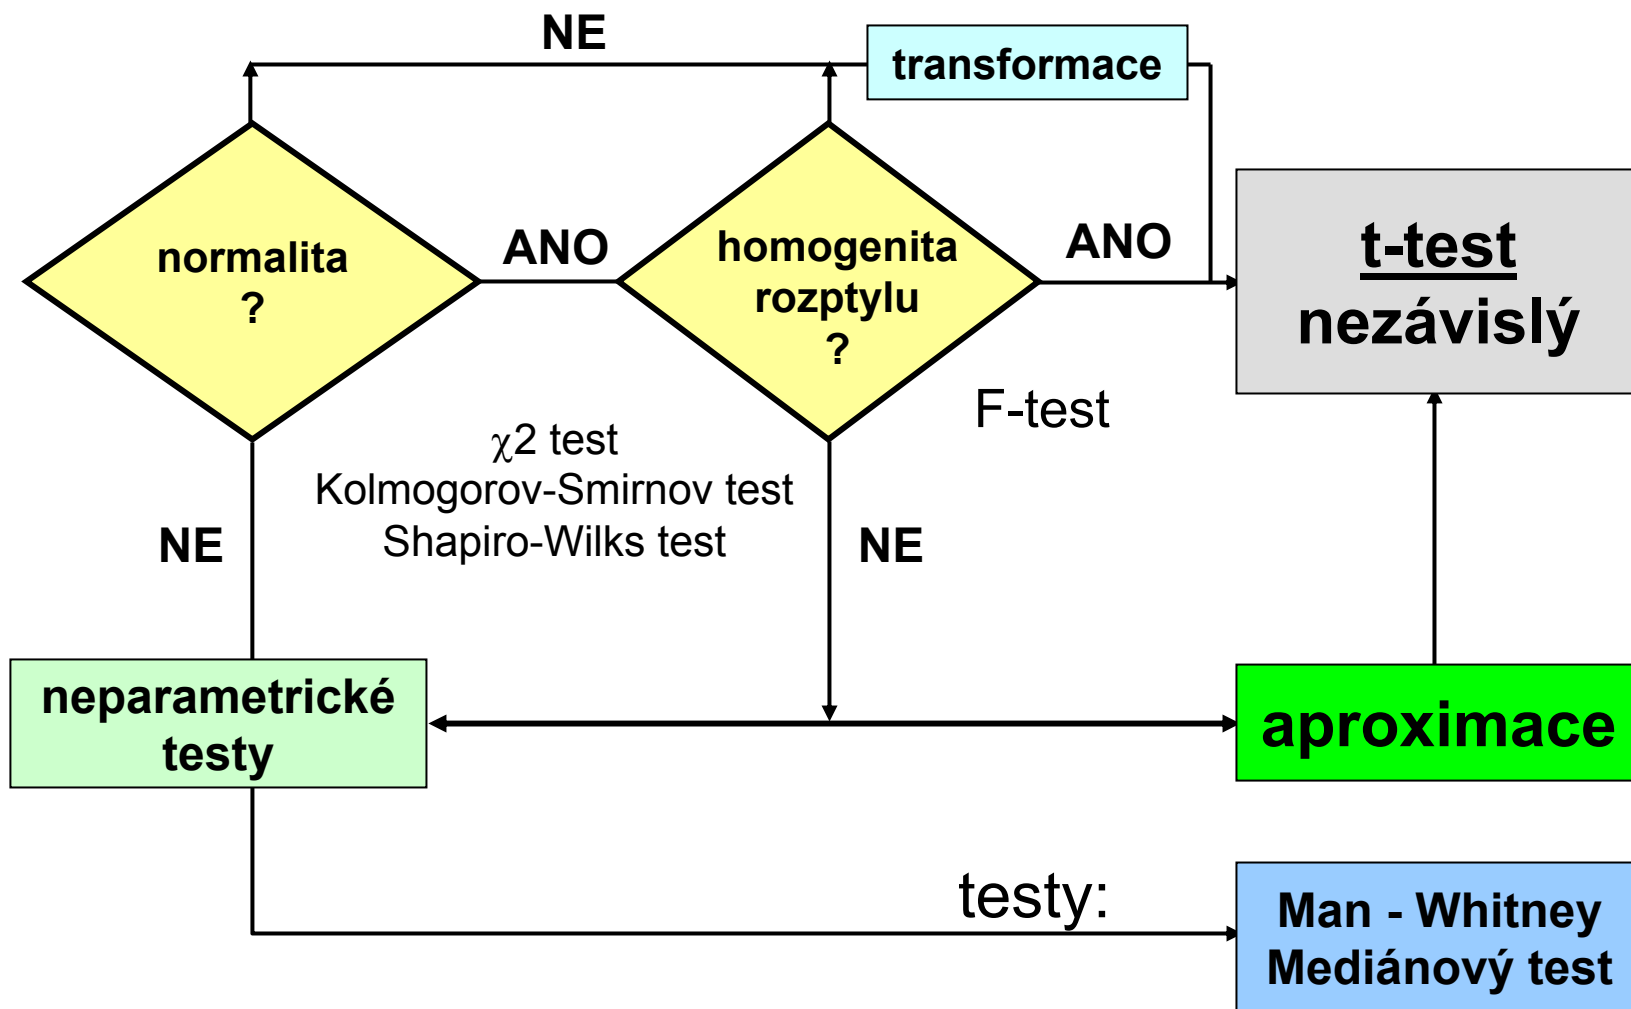 NE
transformace
normalita
?
ANO
homogenita
rozptylu
?
ANO
t-test
nezávislý
F-test
χ2 test
Kolmogorov-Smirnov test
Shapiro-Wilks test
NE
NE
neparametrické
testy
aproximace
testy:
Man - Whitney
Mediánový test